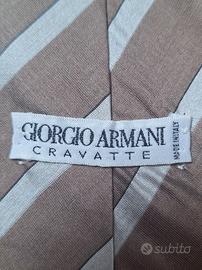 GIORGIO ARMANI
CRAVATTE
MADE IN ITALY
subito